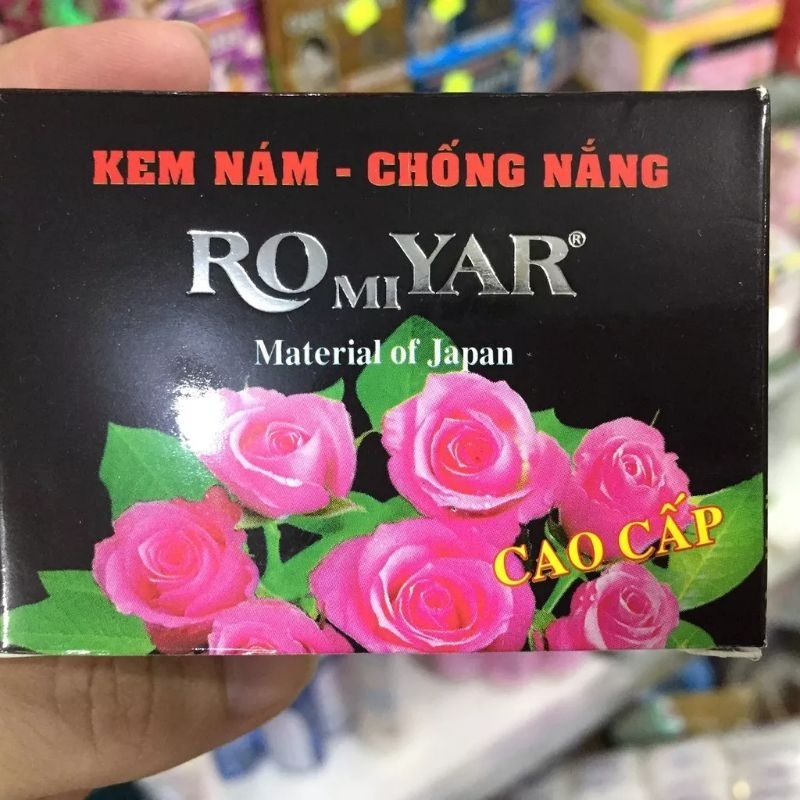 KEM NÁM - CHỐNG NẮNG
ROMIYAR®
Material of Japan
CAO CẤP